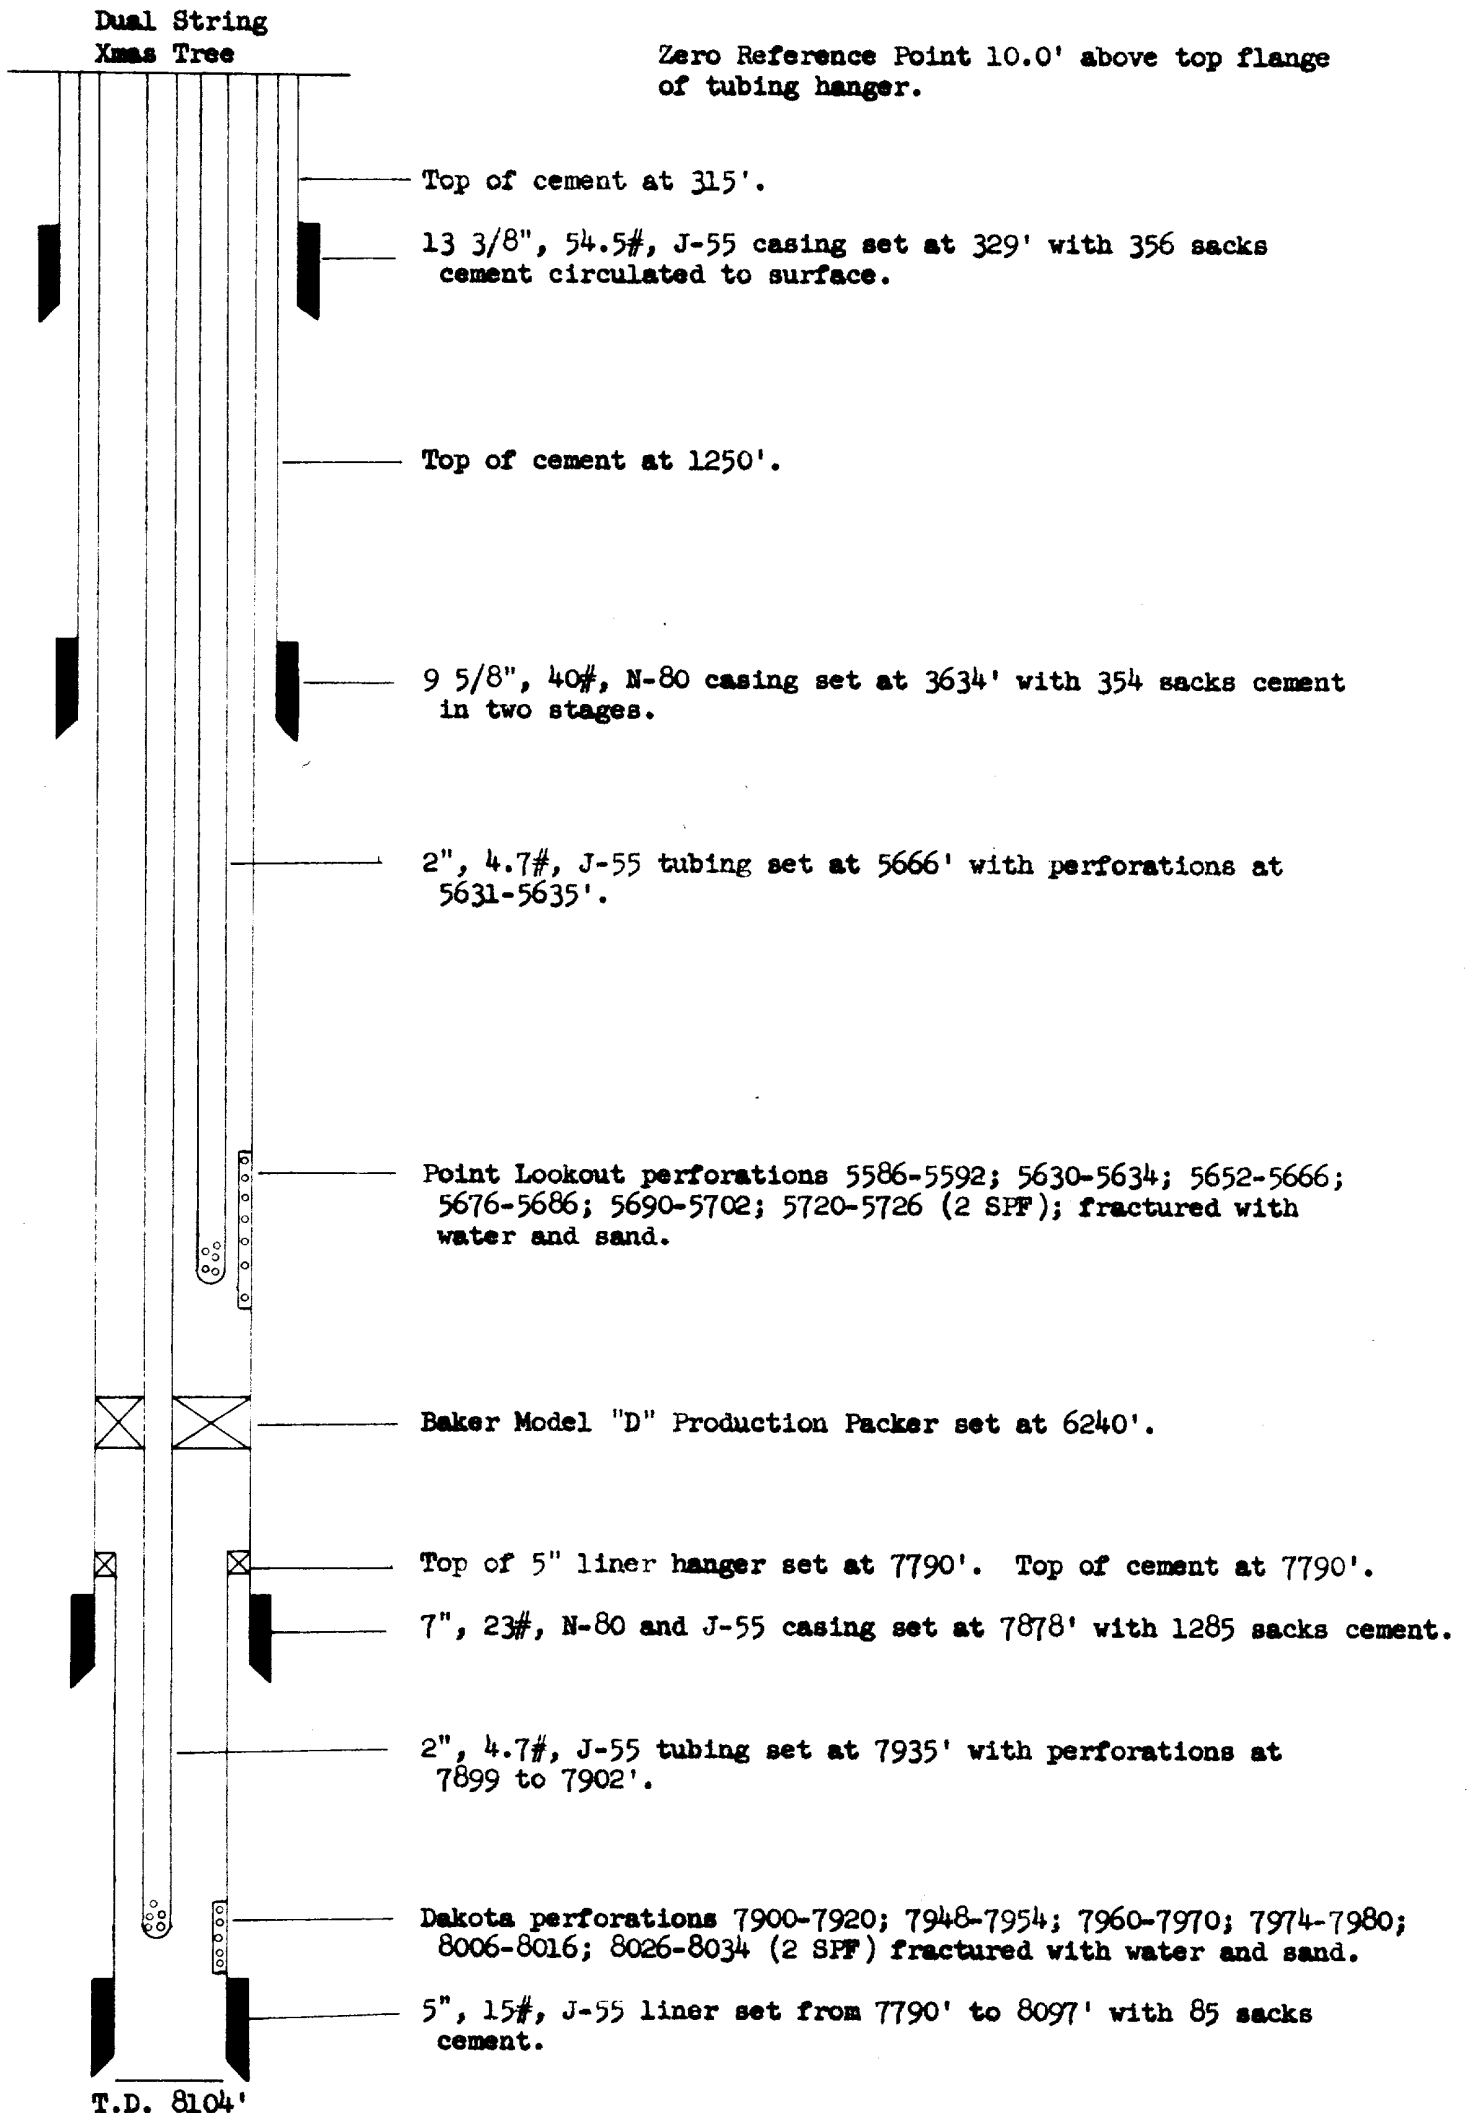 Dual String
Xmas Tree
Zero Reference Point 10.0' above top flange
of tubing hanger.
Top of cement at 315'.
13 3/8", 54.5#, J-55 casing set at 329' with 356 sacks
cement circulated to surface.
Top of cement at 1250'.
9 5/8", 40#, N-80 casing set at 3634' with 354 sacks cement
in two stages.
2", 4.7#, J-55 tubing set at 5666' with perforations at
5631-5635'.
Point Lookout perforations 5586-5592; 5630-5634; 5652-5666;
5676-5686; 5690-5702; 5720-5726 (2 SPF); fractured with
water and sand.
Baker Model "D" Production Packer set at 6240'.
Top of 5" liner hanger set at 7790'. Top of cement at 7790'.
7", 23#, N-80 and J-55 casing set at 7878' with 1285 sacks cement.
2", 4.7#, J-55 tubing set at 7935' with perforations at
7899 to 7902'.
Dakota perforations 7900-7920; 7948-7954; 7960-7970; 7974-7980;
8006-8016; 8026-8034 (2 SPF) fractured with water and sand.
5", 15#, J-55 liner set from 7790' to 8097' with 85 sacks
cement.
T.D. 8104'